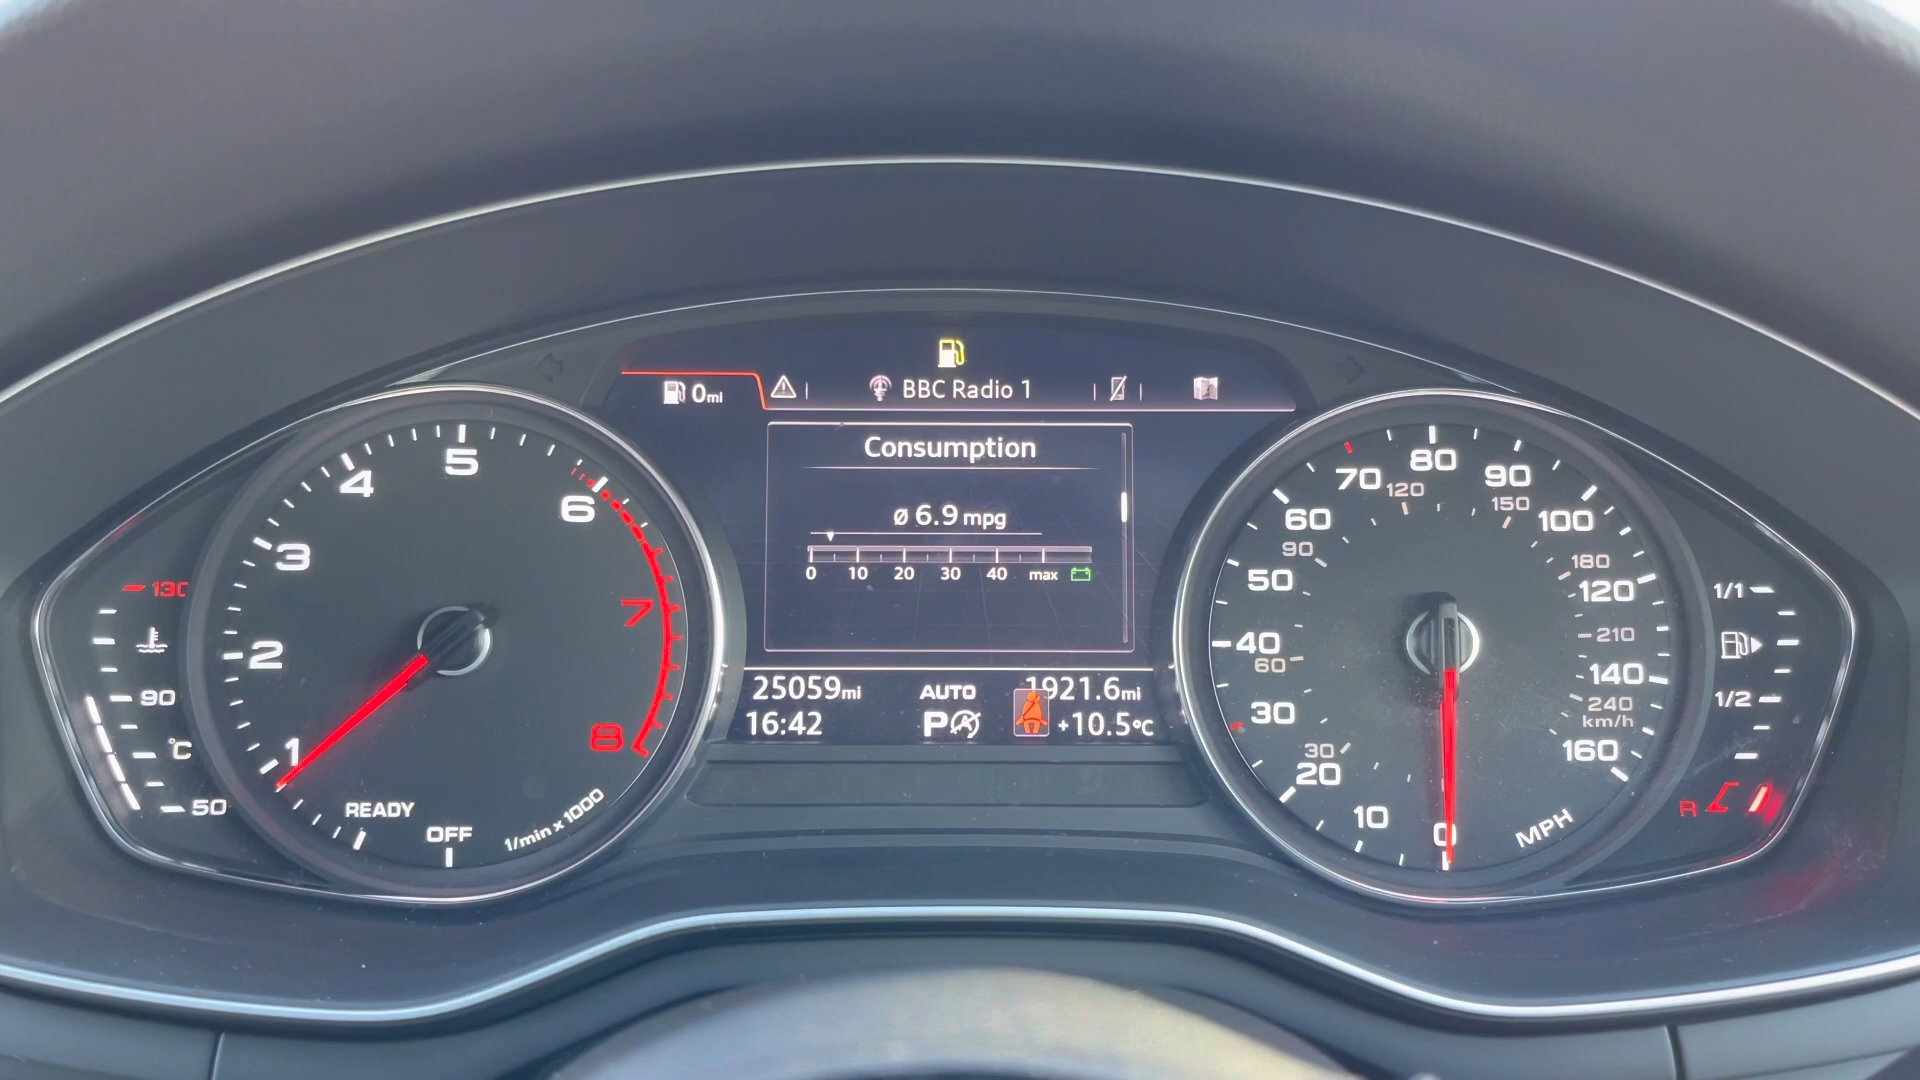 0mi
BBC Radio 1
Consumption
ø 6.9 mpg
0 10 20 30 40 max
25059mi
AUTO
1921.6mi
16:42
P
+10.5°C
1 2 3 4 5 6 7 8
READY
OFF
1/min x 1000
130
90
°C
50
0 10 20 30 40 50 60 70 80 90 100 120 140 160
MPH
30 60 90 120 150 180 210 240
km/h
1/1
1/2
R